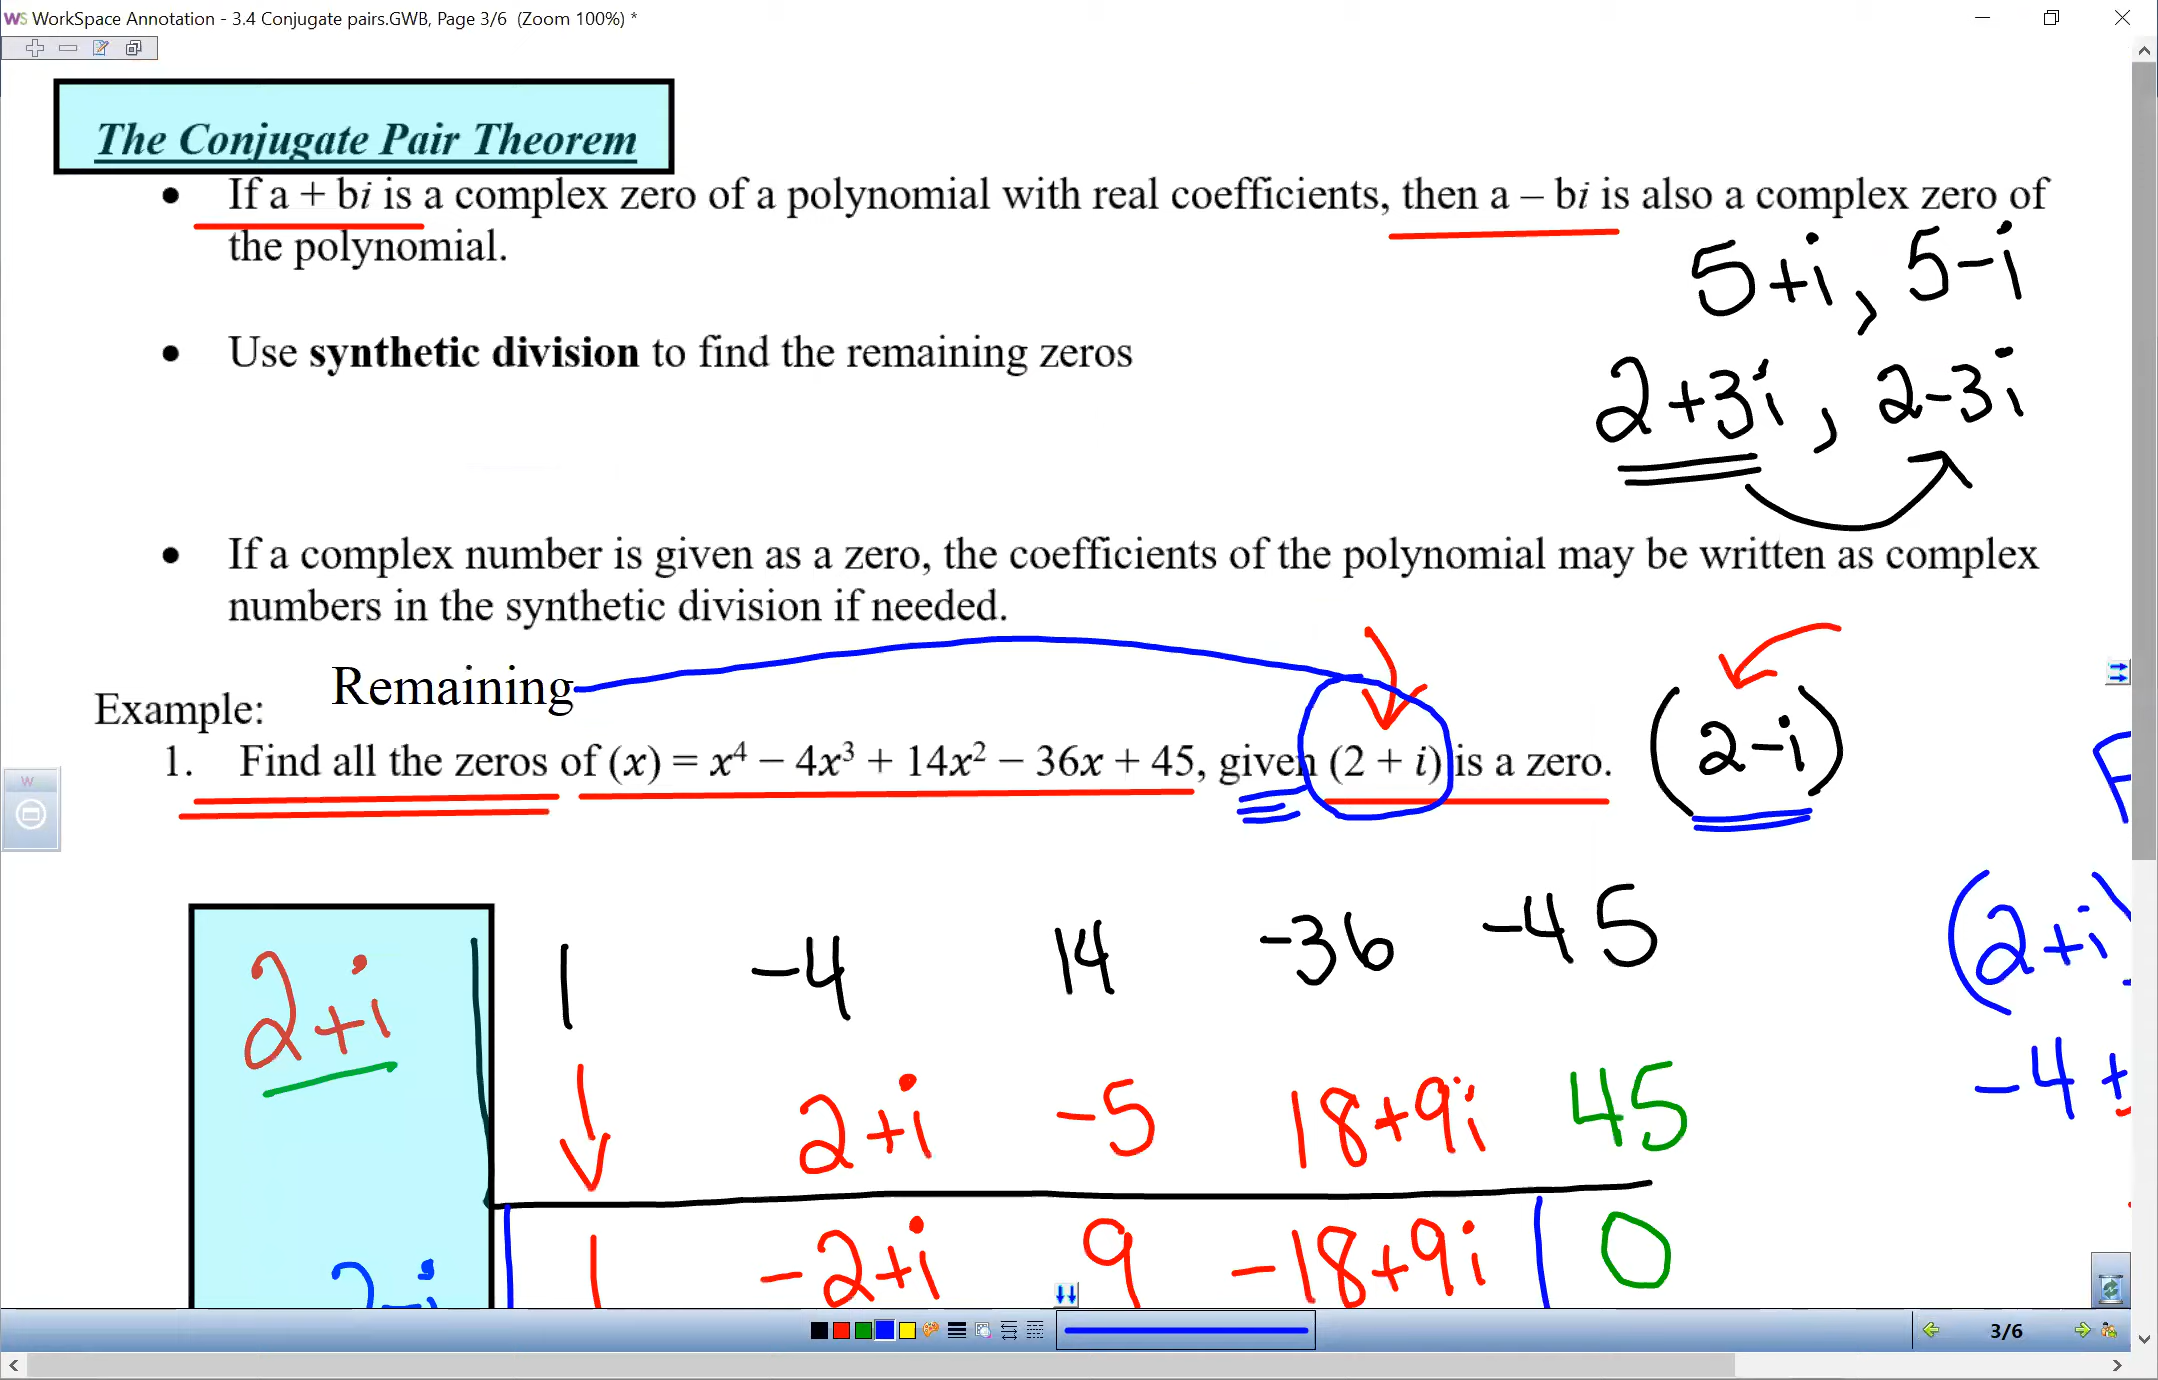 WS WorkSpace Annotation - 3.4 Conjugate pairs.GWB, Page 3/6 (Zoom 100%) *
The Conjugate Pair Theorem
• If a + bi is a complex zero of a polynomial with real coefficients, then a – bi is also a complex zero of
the polynomial.
5+i, 5-i
• Use synthetic division to find the remaining zeros
2+3i, 2-3i
• If a complex number is given as a zero, the coefficients of the polynomial may be written as complex
numbers in the synthetic division if needed.
Remaining
Example:
1. Find all the zeros of (x) = x⁴ − 4x³ + 14x² − 36x + 45, given (2 + i) is a zero. (2-i)
2+i 1 -4 14 -36 -45
(2+i)
2+i -5 18+9i 45
-4 +
1 -2+i 9 -18+9i 0
2-i
3/6